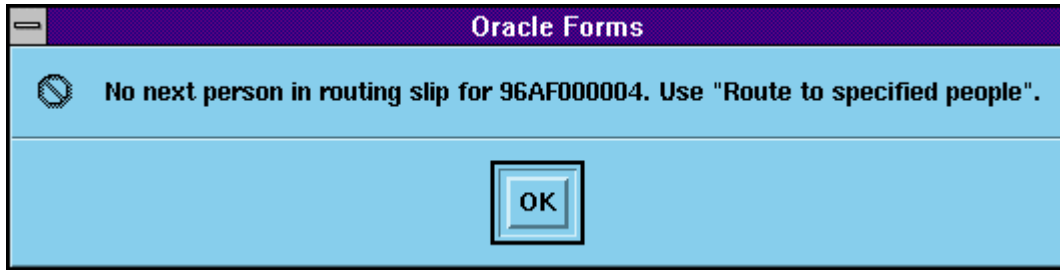 Oracle Forms
No next person in routing slip for 96AF000004. Use "Route to specified people".
OK